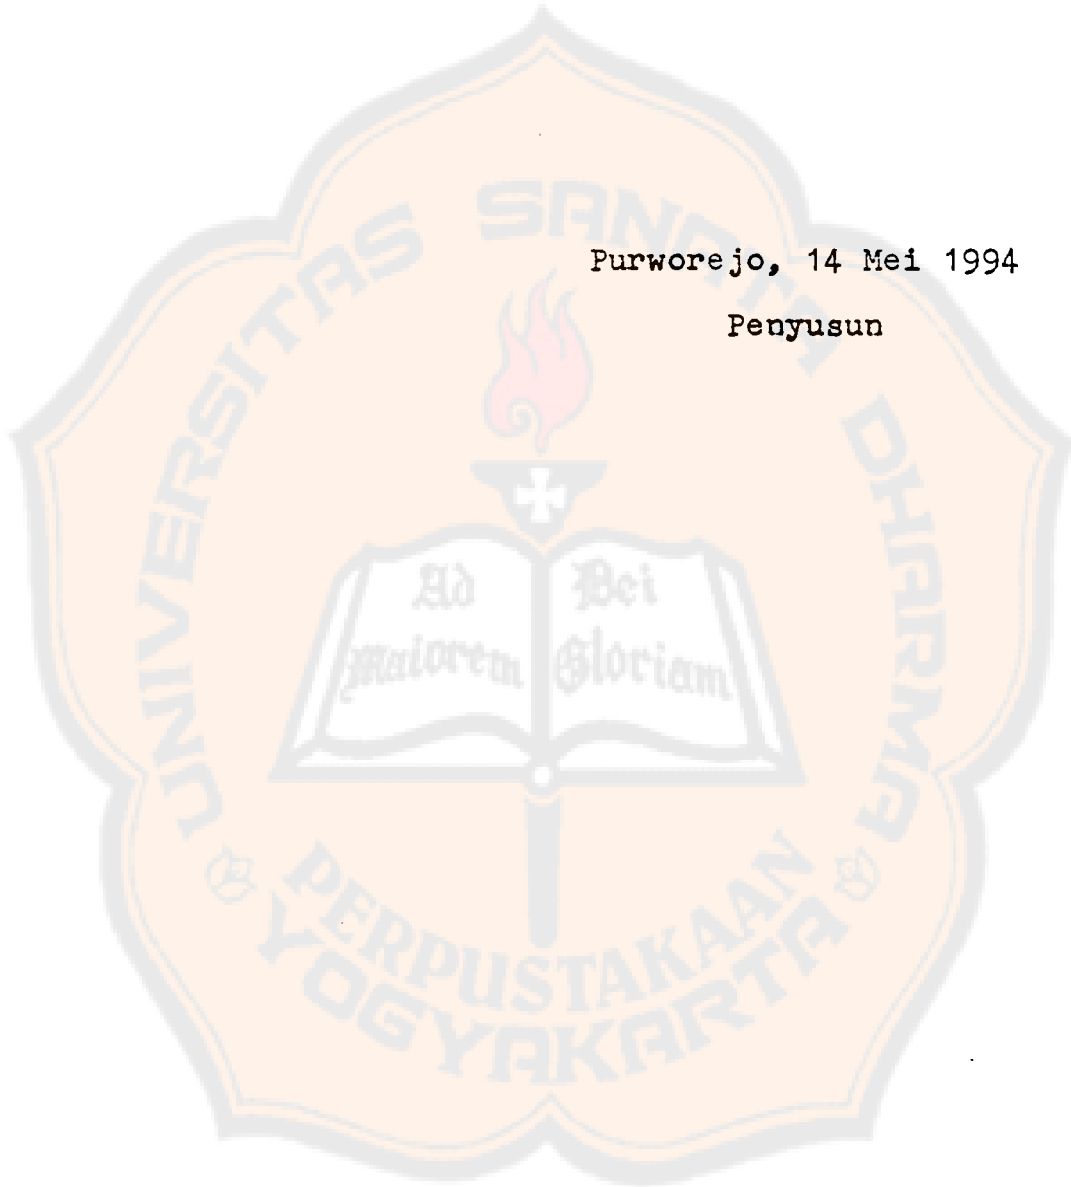 Purworejo, 14 Mei 1994
Penyusun
UNIVERSITAS SANATA DHARMA
Ad
Maiorem
Dei
Gloriam
PERPUSTAKAAN
YOGYAKARTA